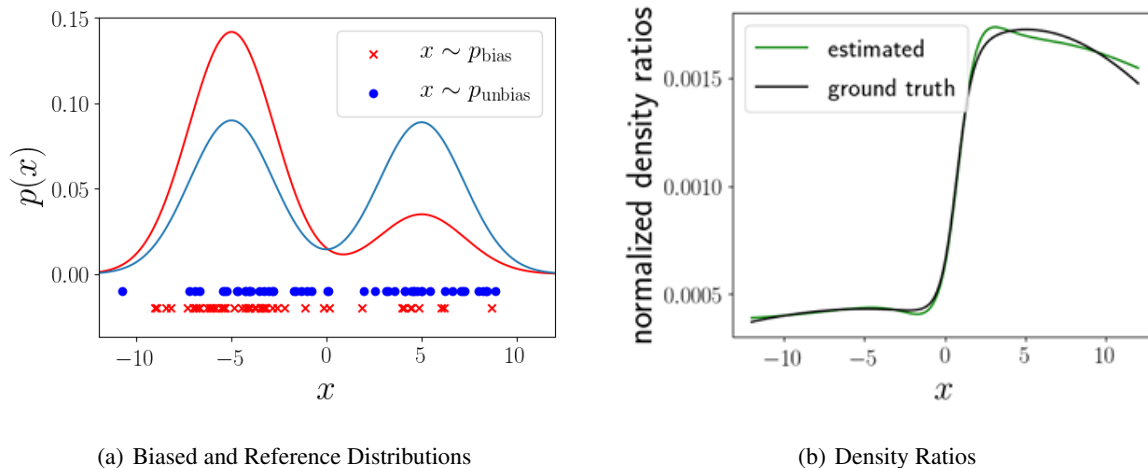 0.15
0.10
0.05
0.00
p(x)
x ∼ p_bias
x ∼ p_unbias
−10
−5
0
5
10
x
(a) Biased and Reference Distributions
normalized density ratios
0.0015
0.0010
0.0005
estimated
ground truth
−10
−5
0
5
10
x
(b) Density Ratios